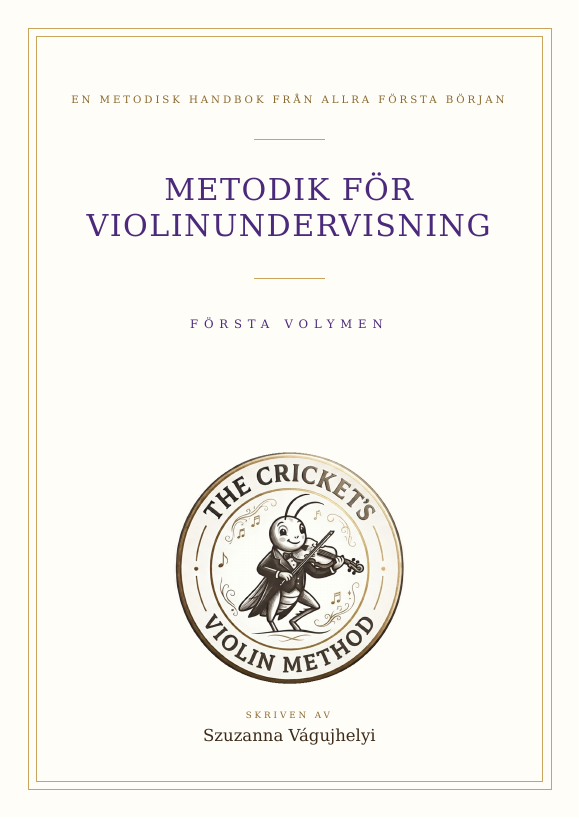 EN METODISK HANDBOK FRÅN ALLRA FÖRSTA BÖRJAN
METODIK FÖR
VIOLINUNDERVISNING
FÖRSTA VOLYMEN
THE CRICKET'S
VIOLIN METHOD
SKRIVEN AV
Szuzanna Vágujhelyi